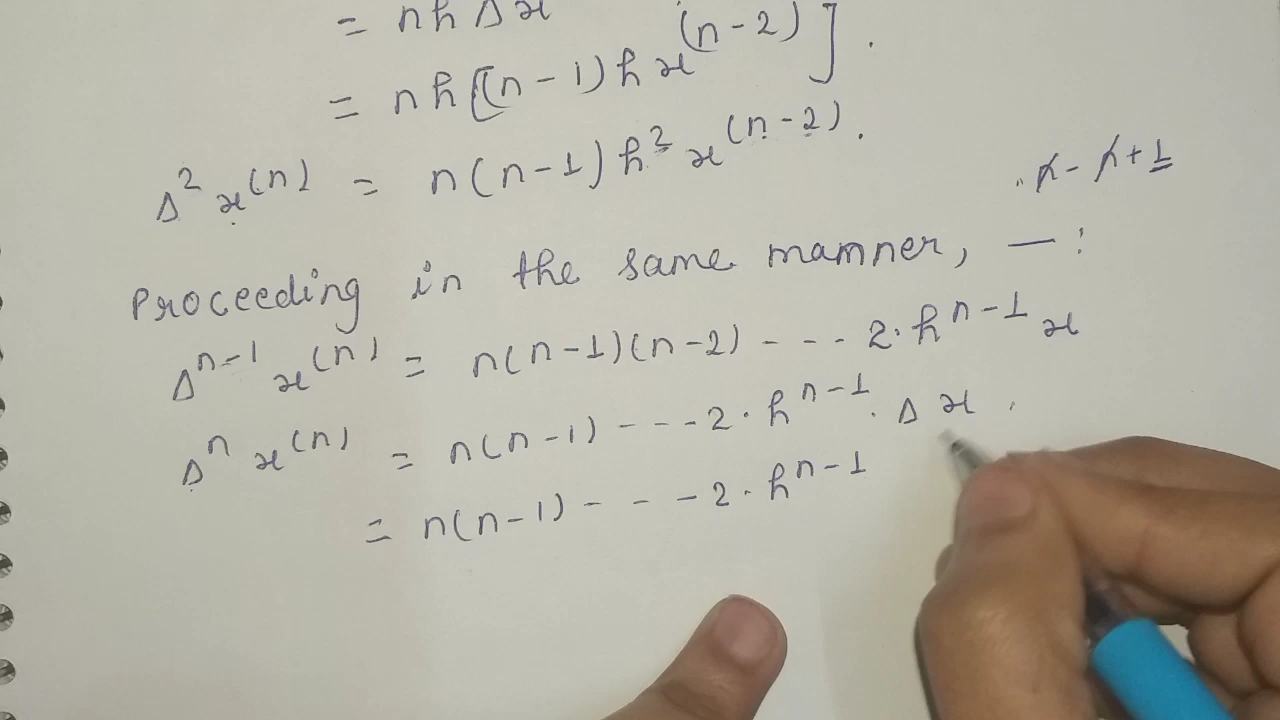 = nh Δx
= nh[(n-1)h x^(n-2)].
Δ² x^(n) = n(n-1)h² x^(n-2).
n - n+1
Proceeding in the same manner, — :
Δ^n-1 x^(n) = n(n-1)(n-2) - - - - 2. h^n-1 x
Δ^n x^(n) = n(n-1) - - - - 2. h^n-1 . Δ x .
= n(n-1) - - - 2. h^n-1